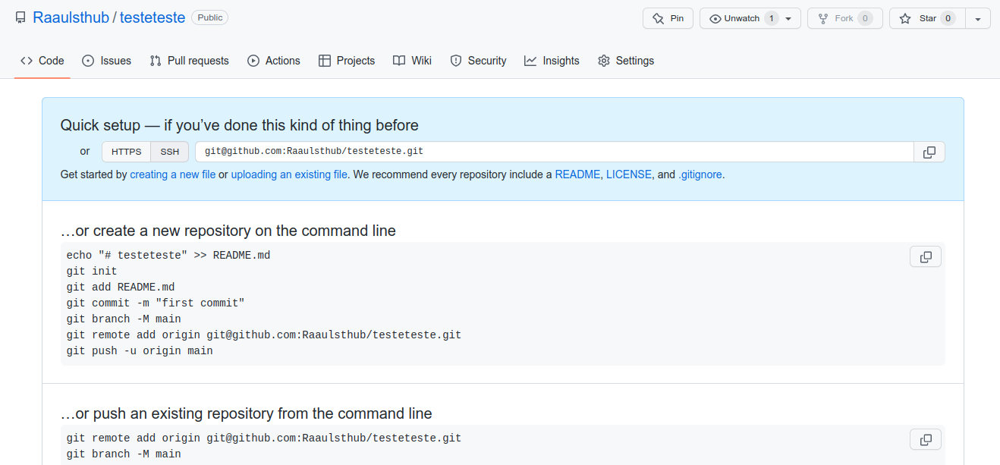 Raaulsthub / testeteste Public Pin Unwatch 1 Fork 0 Star 0
Code Issues Pull requests Actions Projects Wiki Security Insights Settings
Quick setup — if you’ve done this kind of thing before
or HTTPS SSH git@github.com:Raaulsthub/testeteste.git
Get started by creating a new file or uploading an existing file. We recommend every repository include a README, LICENSE, and .gitignore.
…or create a new repository on the command line
echo "# testeteste" >> README.md
git init
git add README.md
git commit -m "first commit"
git branch -M main
git remote add origin git@github.com:Raaulsthub/testeteste.git
git push -u origin main
…or push an existing repository from the command line
git remote add origin git@github.com:Raaulsthub/testeteste.git
git branch -M main